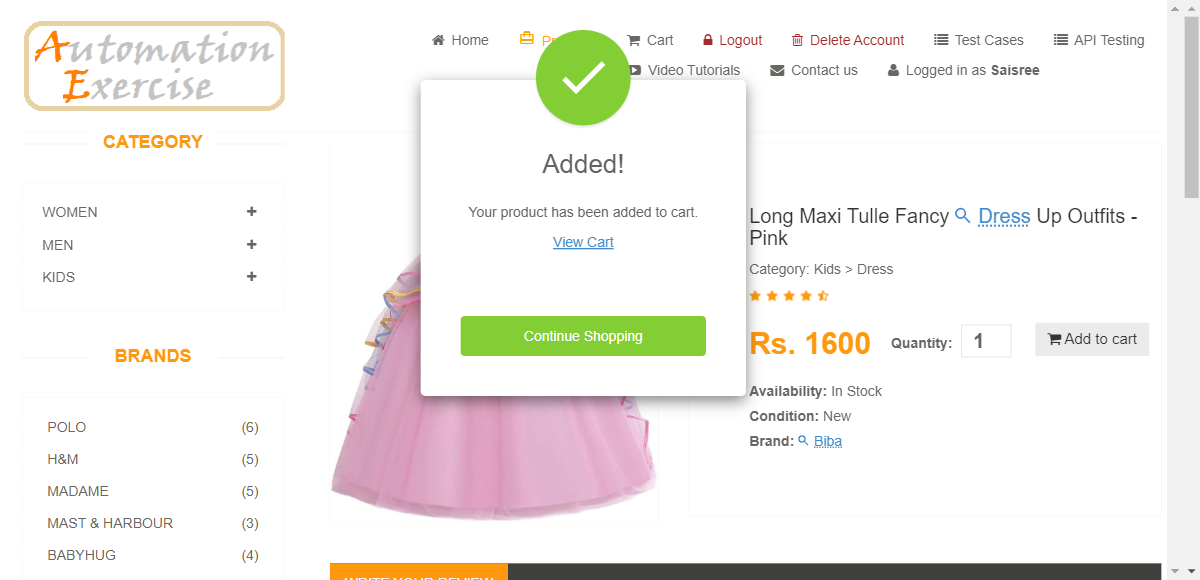 Automation
Exercise
Home
Cart
Logout
Delete Account
Test Cases
API Testing
Video Tutorials
Contact us
Logged in as Saisree
CATEGORY
WOMEN +
MEN +
KIDS +
BRANDS
POLO (6)
H&M (5)
MADAME (5)
MAST & HARBOUR (3)
BABYHUG (4)
Added!
Your product has been added to cart.
View Cart
Continue Shopping
Long Maxi Tulle Fancy Dress Up Outfits -
Pink
Category: Kids > Dress
Rs. 1600 Quantity: 1 Add to cart
Availability: In Stock
Condition: New
Brand: Biba
WRITE YOUR REVIEW